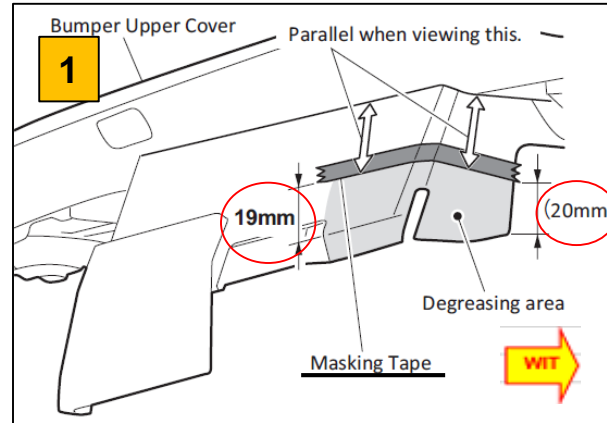 Bumper Upper Cover
Parallel when viewing this.
1
19mm
(20mm
Degreasing area
Masking Tape
WIT